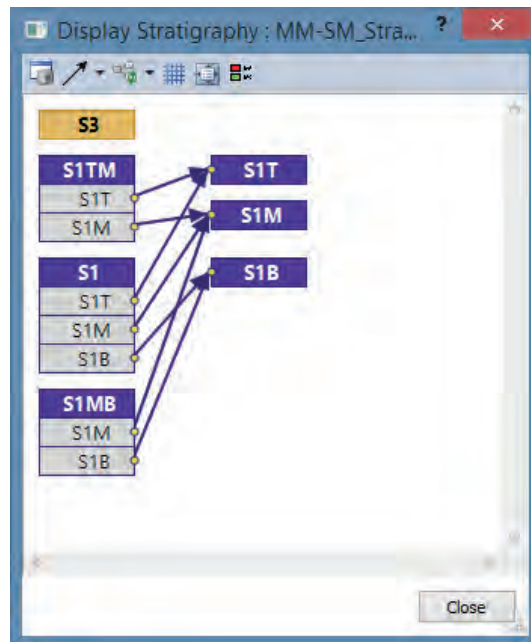 Display Stratigraphy : MM-SM_Stra... ?
S3
S1TM
S1T
S1M
S1
S1T
S1M
S1B
S1MB
S1M
S1B
S1T
S1M
S1B
Close